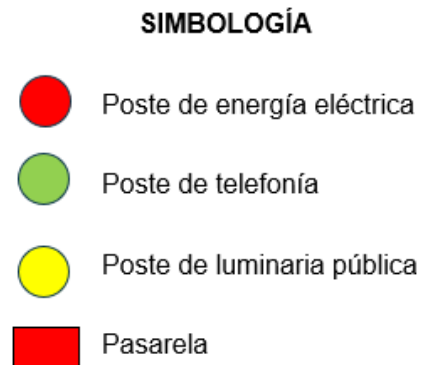 SIMBOLOGÍA
Poste de energía eléctrica
Poste de telefonía
Poste de luminaria pública
Pasarela